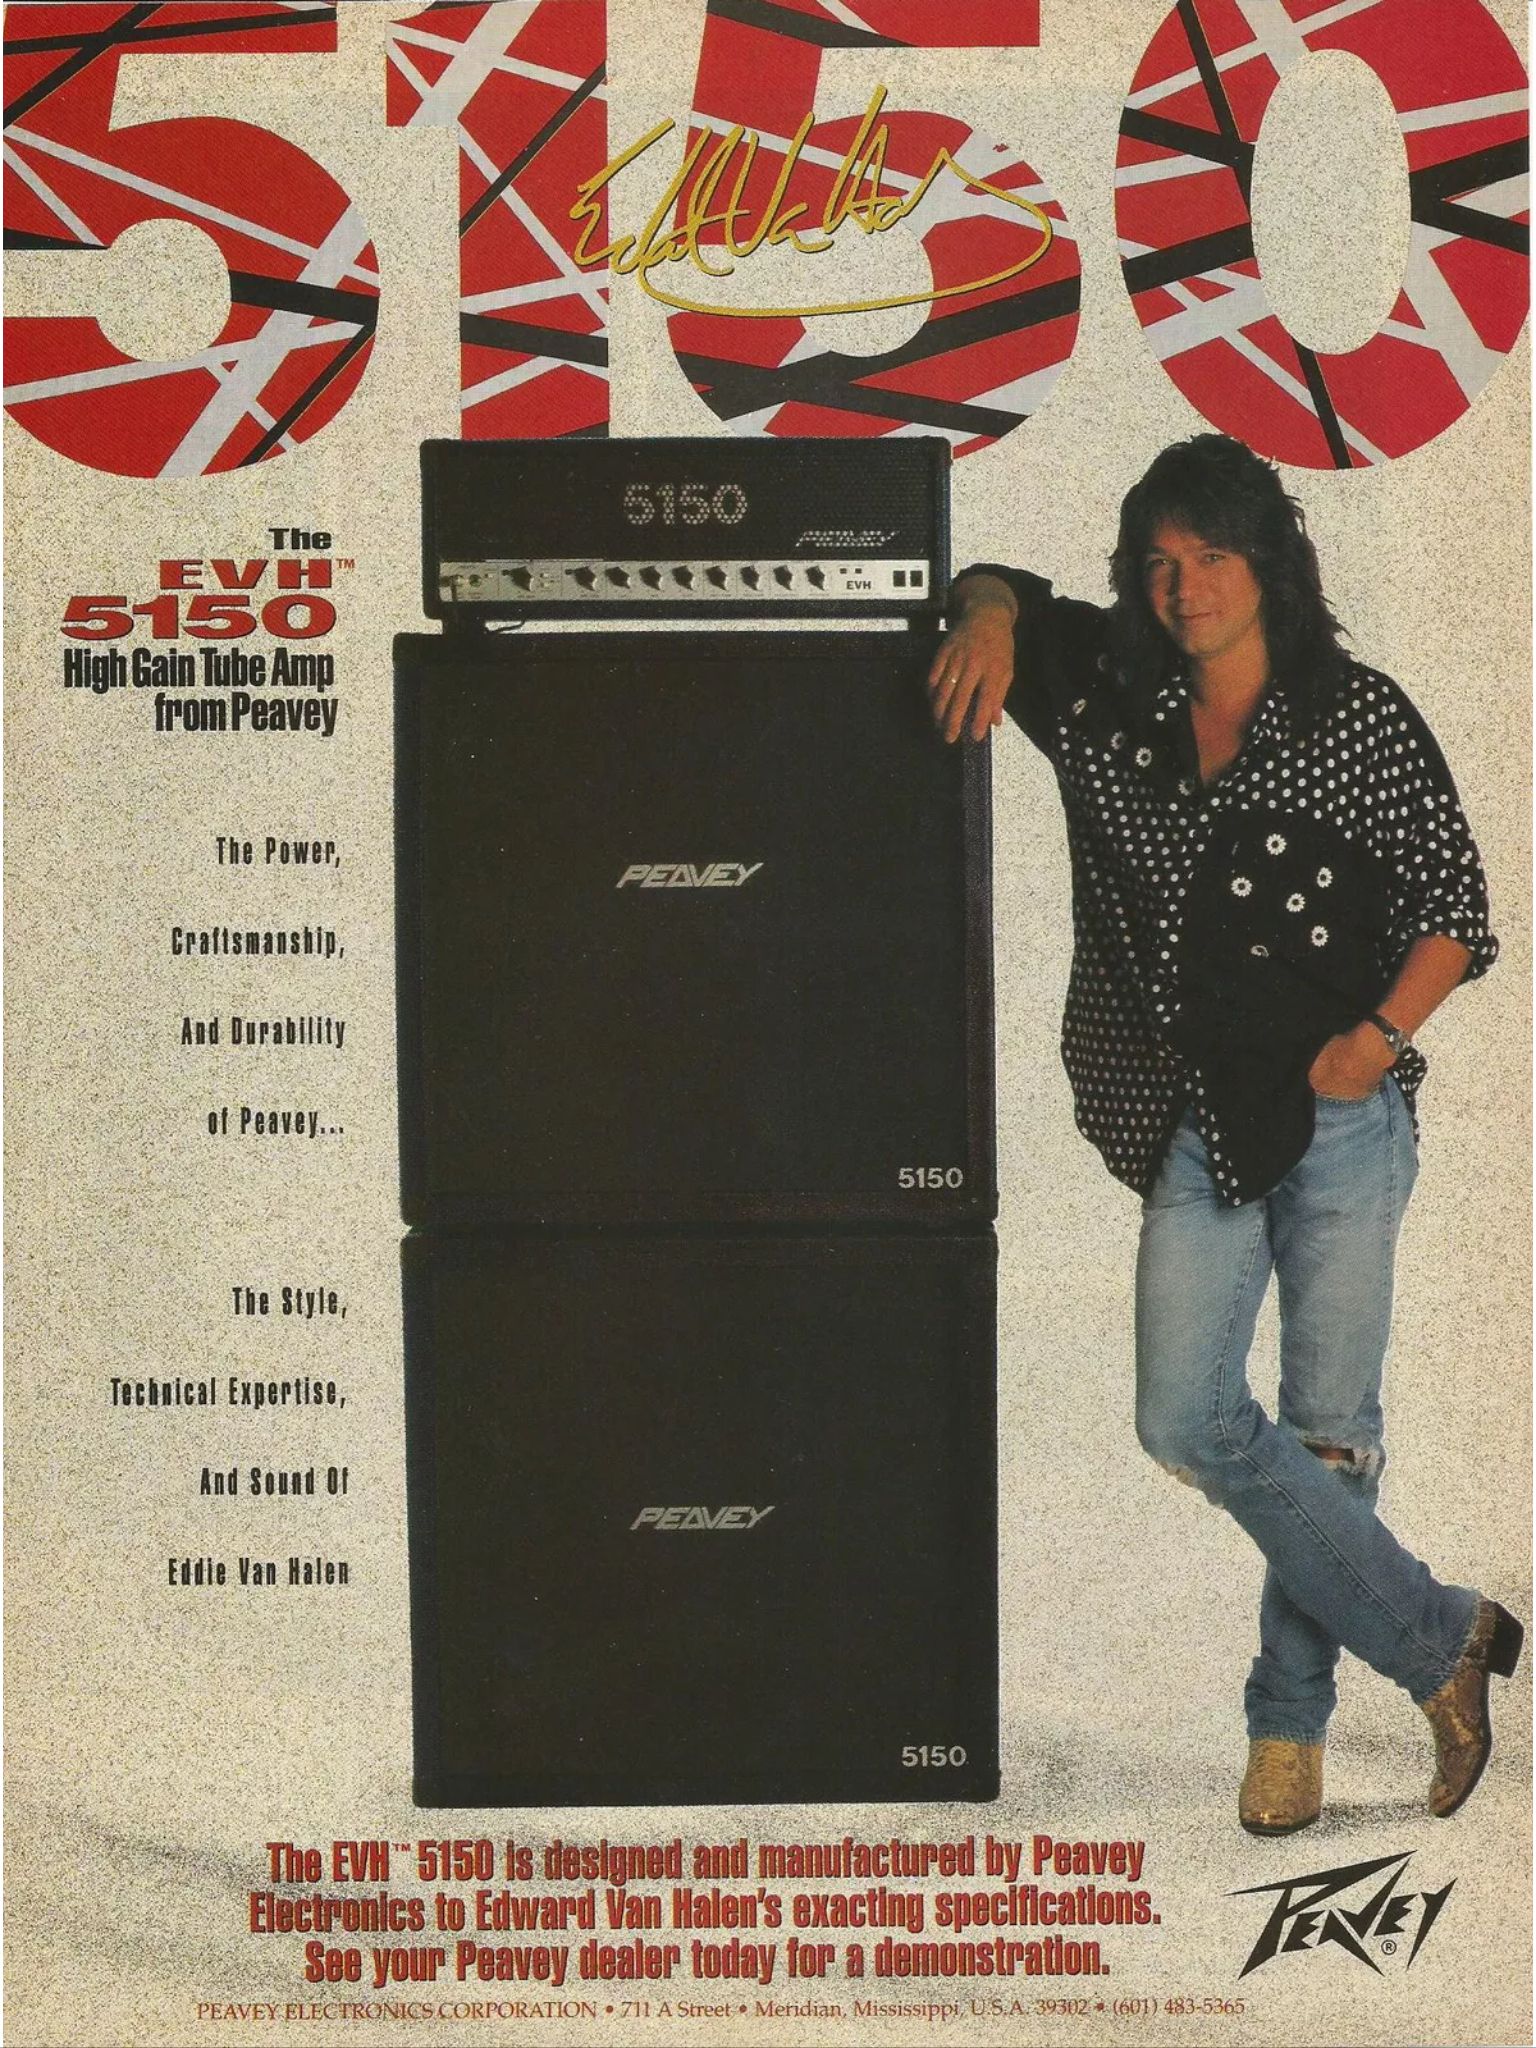 5150
Edward Van Halen
The
EVH™
5150
High Gain Tube Amp
from Peavey
5150
PEAVEY
EVH
The Power,
Craftsmanship,
And Durability
of Peavey...
PEAVEY
5150
The Style,
Technical Expertise,
And Sound Of
Eddie Van Halen
PEAVEY
5150
The EVH™ 5150 is designed and manufactured by Peavey
Electronics to Edward Van Halen's exacting specifications.
See your Peavey dealer today for a demonstration.
PEAVEY®
PEAVEY ELECTRONICS CORPORATION • 711 A Street • Meridian, Mississippi, U.S.A. 39302 • (601) 483-5365